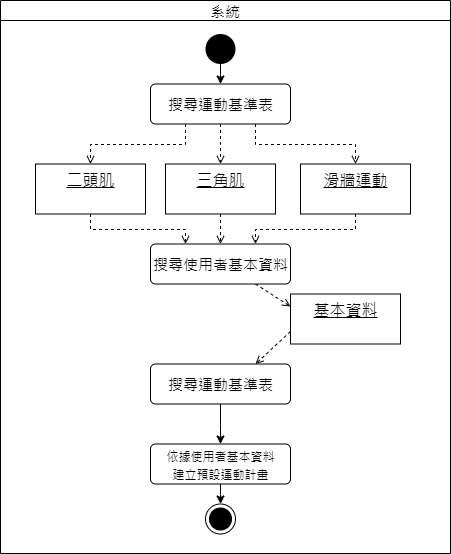 系統
搜尋運動基準表
二頭肌
三角肌
滑牆運動
搜尋使用者基本資料
基本資料
搜尋運動基準表
依據使用者基本資料
建立預設運動計畫